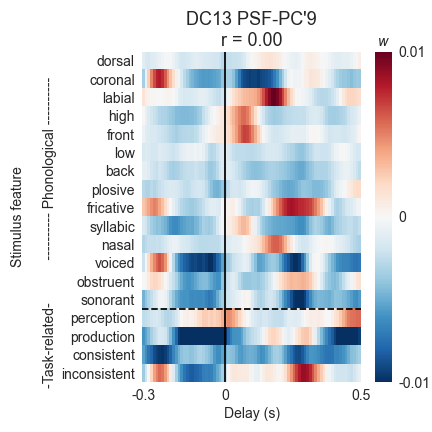 DC13 PSF-PC'9
r = 0.00
w
dorsal
coronal
labial
high
front
low
back
plosive
fricative
syllabic
nasal
voiced
obstruent
sonorant
perception
production
consistent
inconsistent
Stimulus feature
-Task-related- ---------- Phonological ----------
0.01
0
-0.01
-0.3 0 0.5
Delay (s)